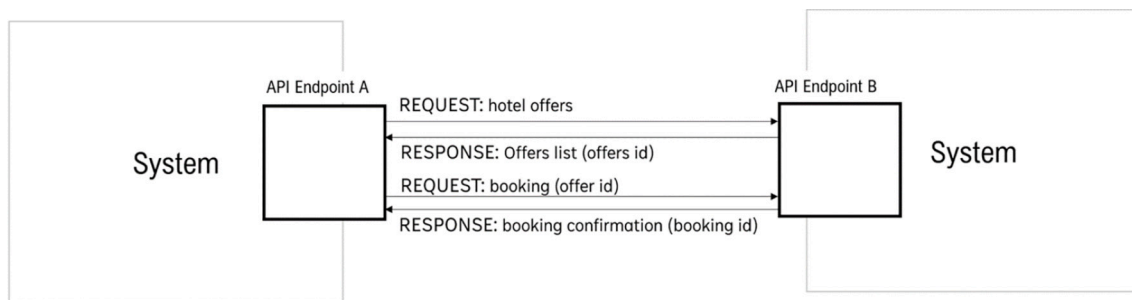 API Endpoint A
API Endpoint B
REQUEST: hotel offers
RESPONSE: Offers list (offers id)
System
System
REQUEST: booking (offer id)
RESPONSE: booking confirmation (booking id)